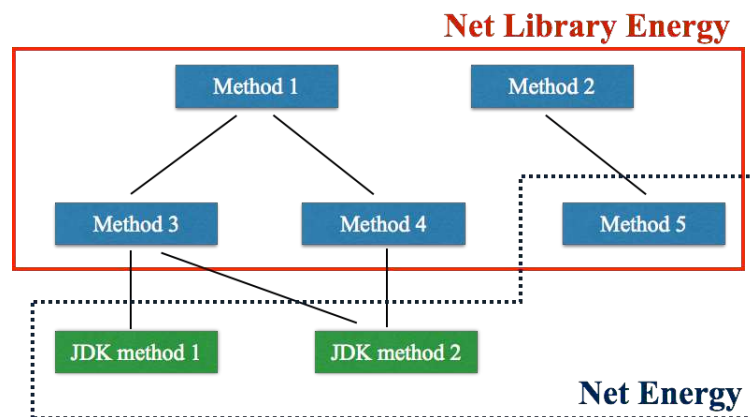 Net Library Energy
Method 1
Method 2
Method 3
Method 4
Method 5
JDK method 1
JDK method 2
Net Energy